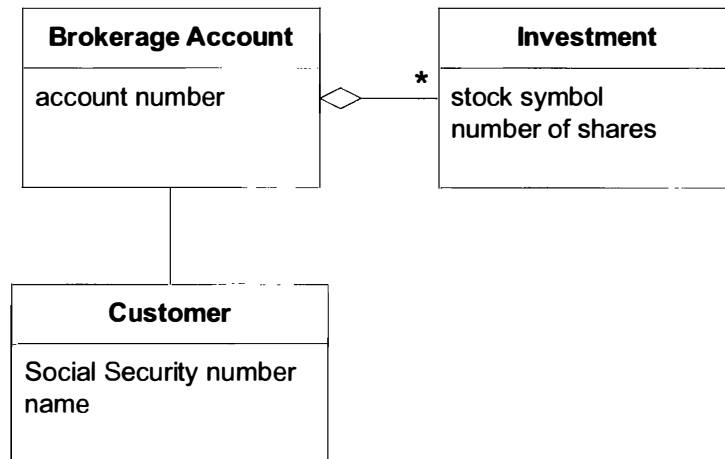 Brokerage Account
account number
Investment
*
stock symbol
number of shares
Customer
Social Security number
name